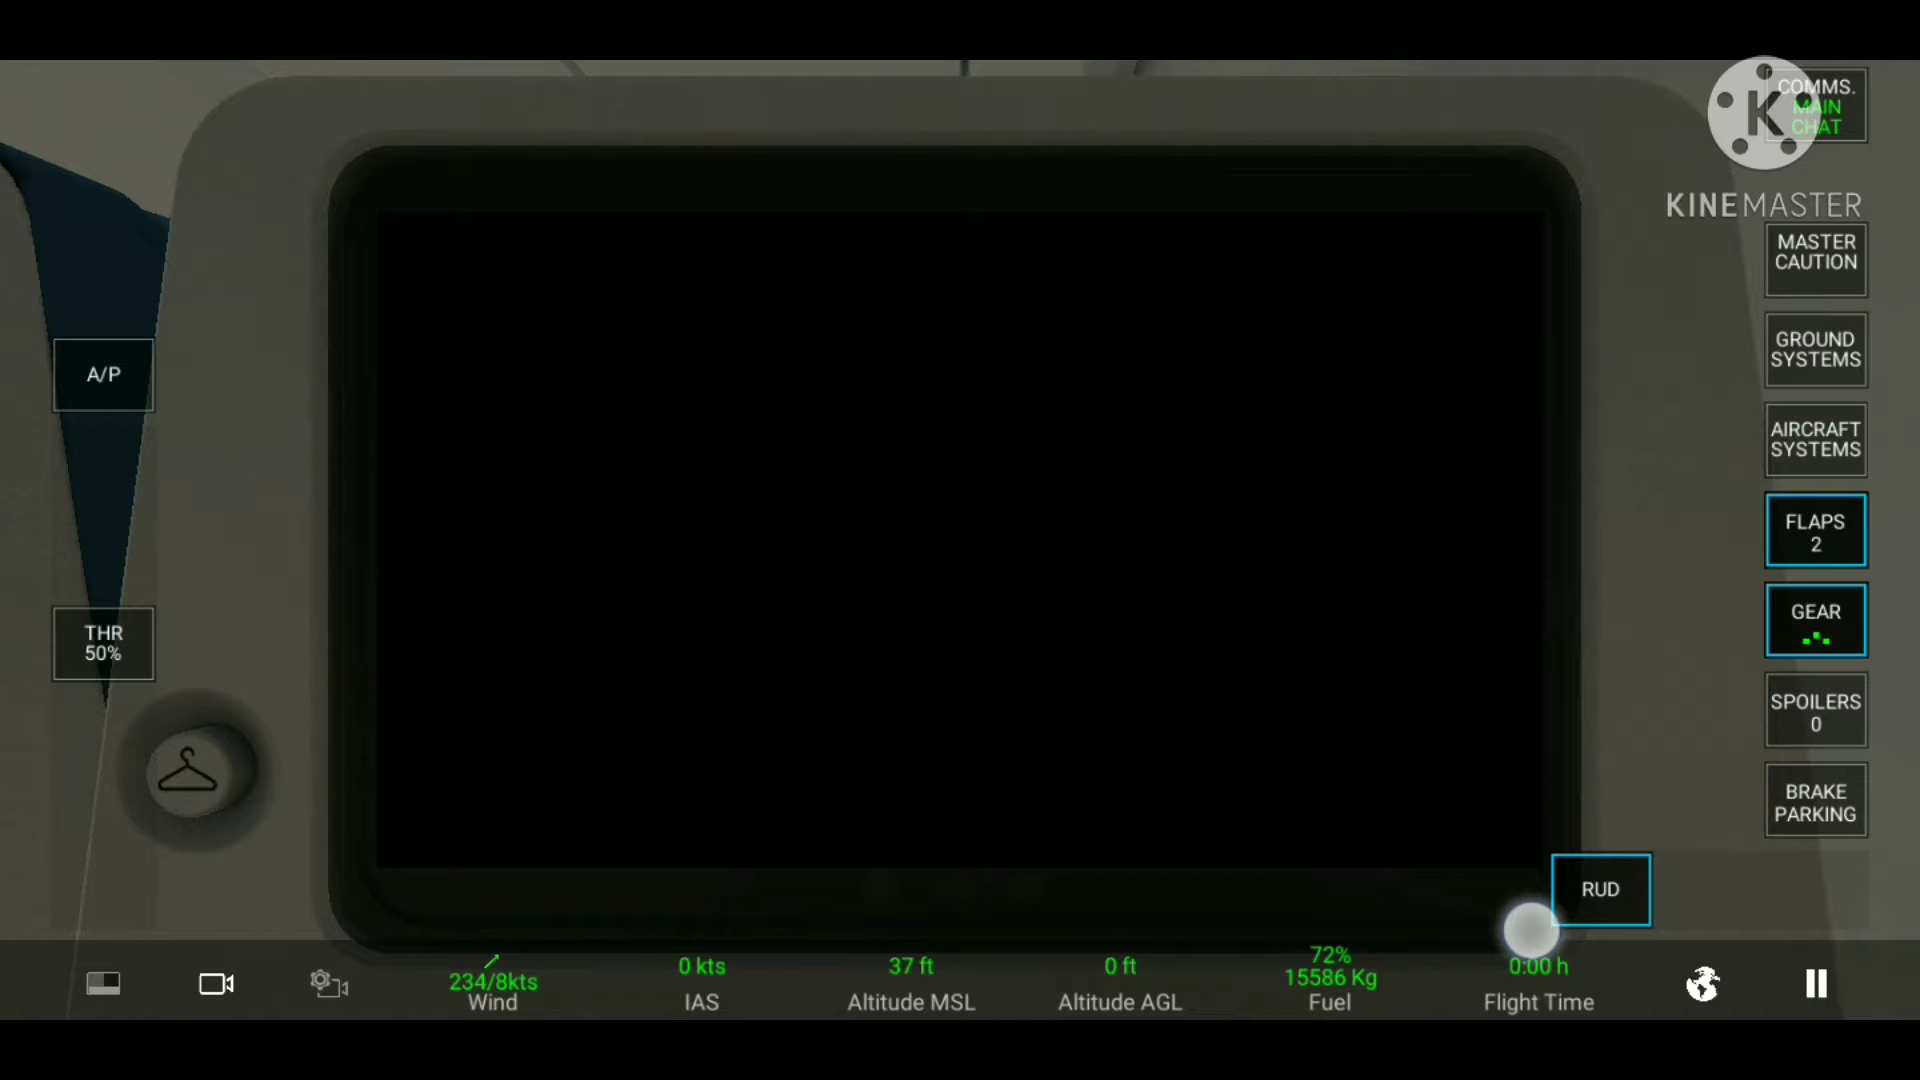 COMMS.
MAIN
CHAT
K
KINEMASTER
MASTER
CAUTION
GROUND
SYSTEMS
A/P
AIRCRAFT
SYSTEMS
FLAPS
2
GEAR
THR
50%
SPOILERS
0
BRAKE
PARKING
RUD
234/8kts
Wind
0 kts
IAS
37 ft
Altitude MSL
0 ft
Altitude AGL
72%
15586 Kg
Fuel
0:00 h
Flight Time